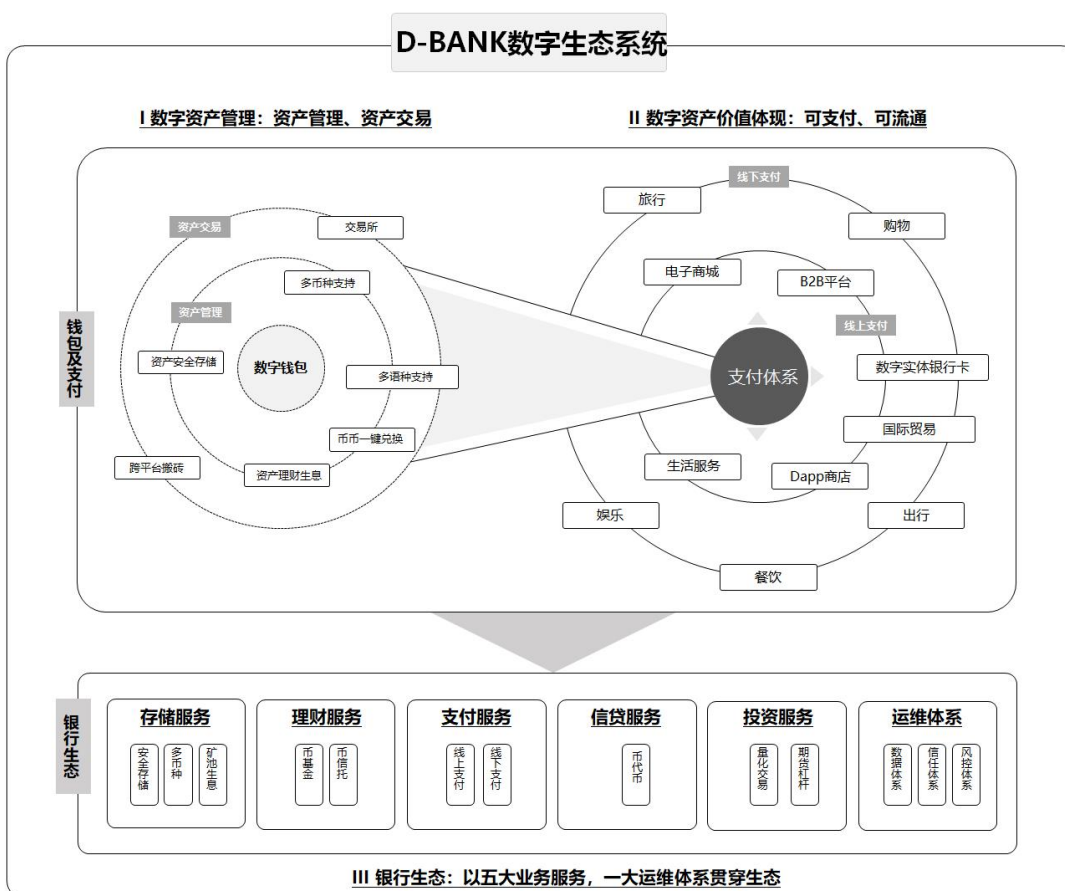 D-BANK数字生态系统
I 数字资产管理：资产管理、资产交易
II 数字资产价值体现：可支付、可流通
钱包及支付
资产交易
交易所
多币种支持
资产管理
资产安全存储
数字钱包
多语种支持
币币一键兑换
跨平台搬砖
资产理财生息
线下支付
旅行
购物
电子商城
B2B平台
线上支付
支付体系
数字实体银行卡
国际贸易
生活服务
Dapp商店
娱乐
出行
餐饮
银行生态
存储服务
安全存储
多币种
矿池生息
理财服务
币基金
币信托
支付服务
线上支付
线下支付
信贷服务
币代币
投资服务
量化交易
期货杠杆
运维体系
数据体系
信任体系
风控体系
III 银行生态：以五大业务服务，一大运维体系贯穿生态